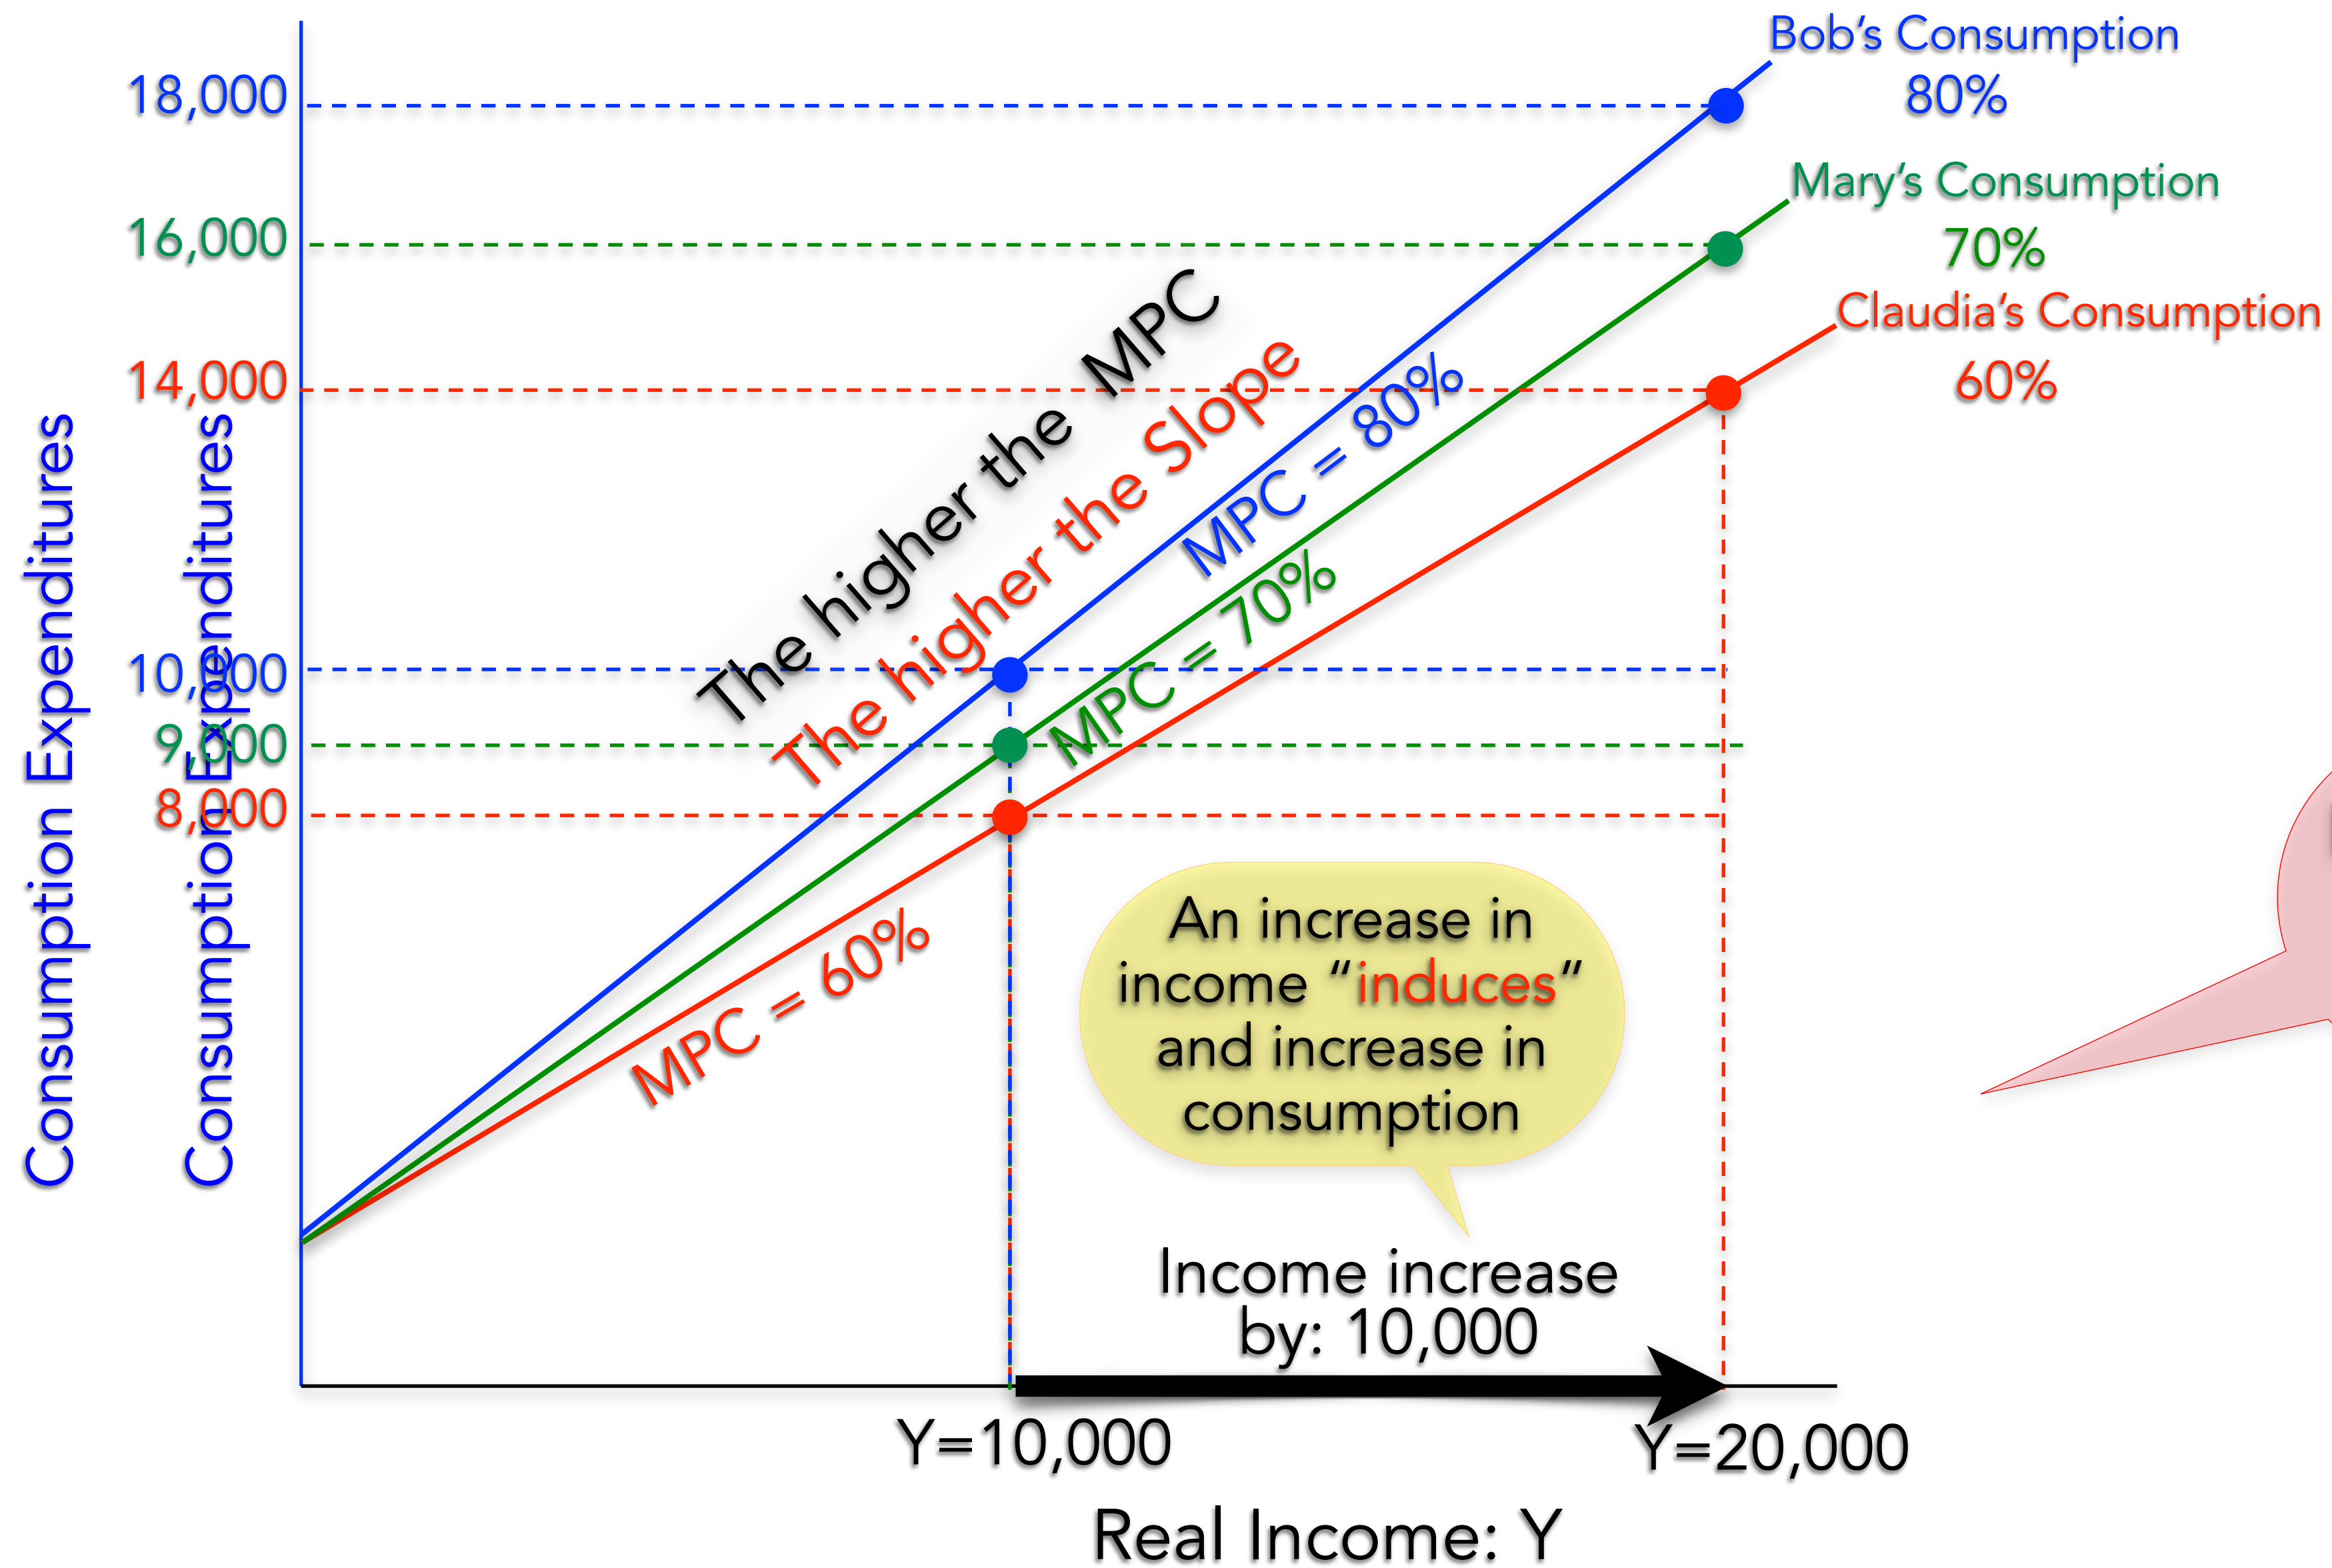 Bob's Consumption
80%
18,000
Mary's Consumption
70%
16,000
Claudia's Consumption
60%
14,000
The higher the MPC
The higher the Slope
MPC = 80%
MPC = 70%
MPC = 60%
Consumption Expenditures
Consumption Expenditures
10,000
9,000
8,000
An increase in
income “induces”
and increase in
consumption
Income increase
by: 10,000
Y=10,000
Y=20,000
Real Income: Y